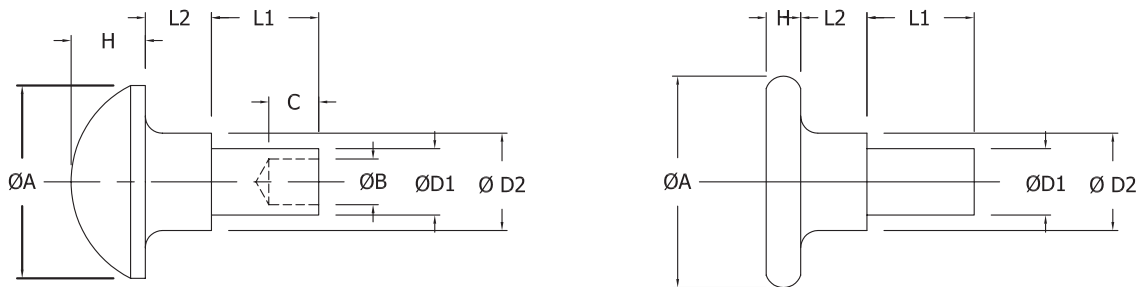 L2 L1
H
C
ØA ØB ØD1 Ø D2
H L2 L1
ØA ØD1 Ø D2